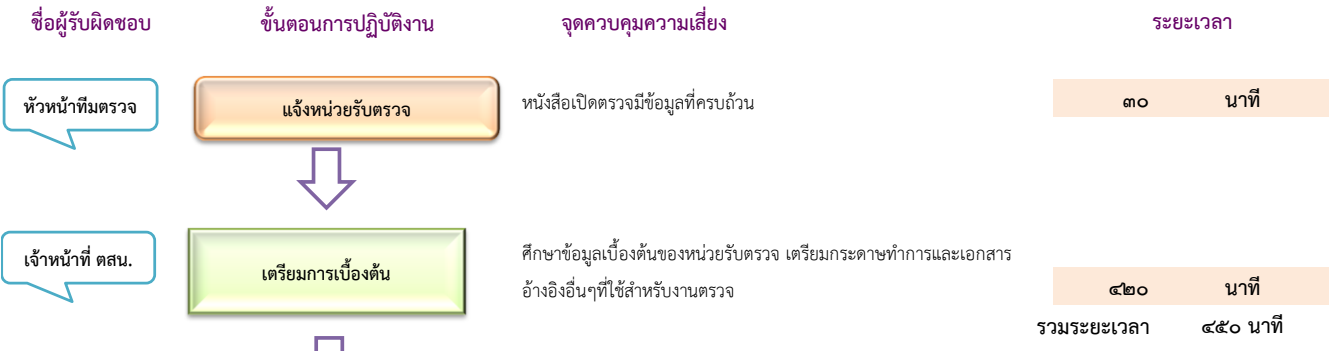 ชื่อผู้รับผิดชอบ ขั้นตอนการปฏิบัติงาน จุดควบคุมความเสี่ยง ระยะเวลา
หัวหน้าทีมตรวจ แจ้งหน่วยรับตรวจ หนังสือเปิดตรวจมีข้อมูลที่ครบถ้วน ๓๐ นาที
เจ้าหน้าที่ ตสน. เตรียมการเบื้องต้น ศึกษาข้อมูลเบื้องต้นของหน่วยรับตรวจ เตรียมกระดาษทำการและเอกสาร
อ้างอิงอื่นๆที่ใช้สำหรับงานตรวจ ๔๒๐ นาที
รวมระยะเวลา ๔๕๐ นาที